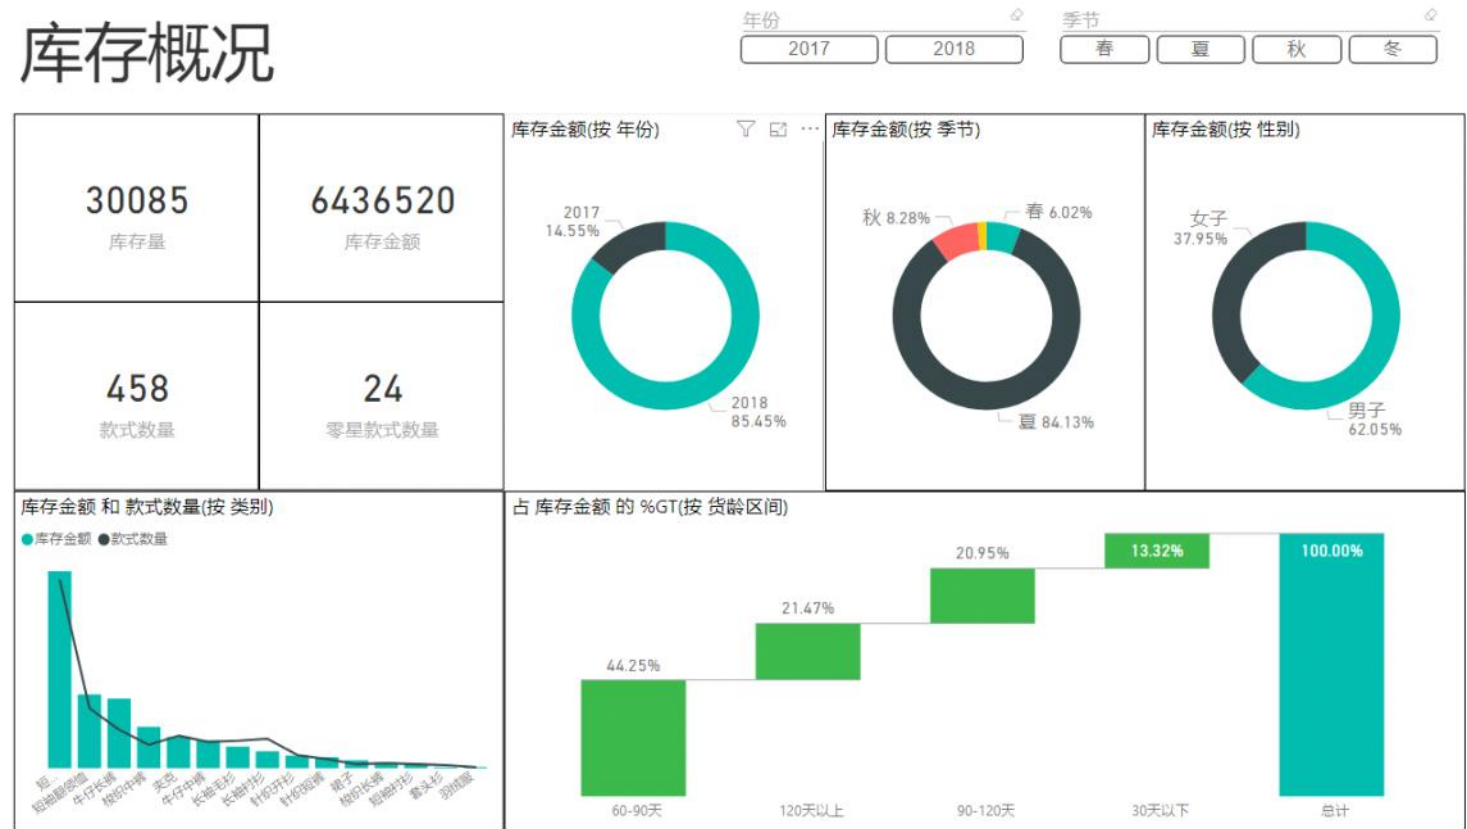 库存概况
年份
2017
2018
季节
春
夏
秋
冬
30085
库存量
6436520
库存金额
458
款式数量
24
零星款式数量
库存金额(按 年份)
2017
14.55%
2018
85.45%
库存金额(按 季节)
秋 8.28%
春 6.02%
夏 84.13%
库存金额(按 性别)
女子
37.95%
男子
62.05%
库存金额 和 款式数量(按 类别)
库存金额 款式数量
短...
短袖翻领恤
牛仔长裤
梭织中裤
夹克
牛仔中裤
长袖毛衫
长袖衬衫
针织开衫
针织短裤
裙子
梭织长裤
短袖衬衫
套头衫
羽绒服
占 库存金额 的 %GT(按 货龄区间)
44.25%
21.47%
20.95%
13.32%
100.00%
60-90天
120天以上
90-120天
30天以下
总计